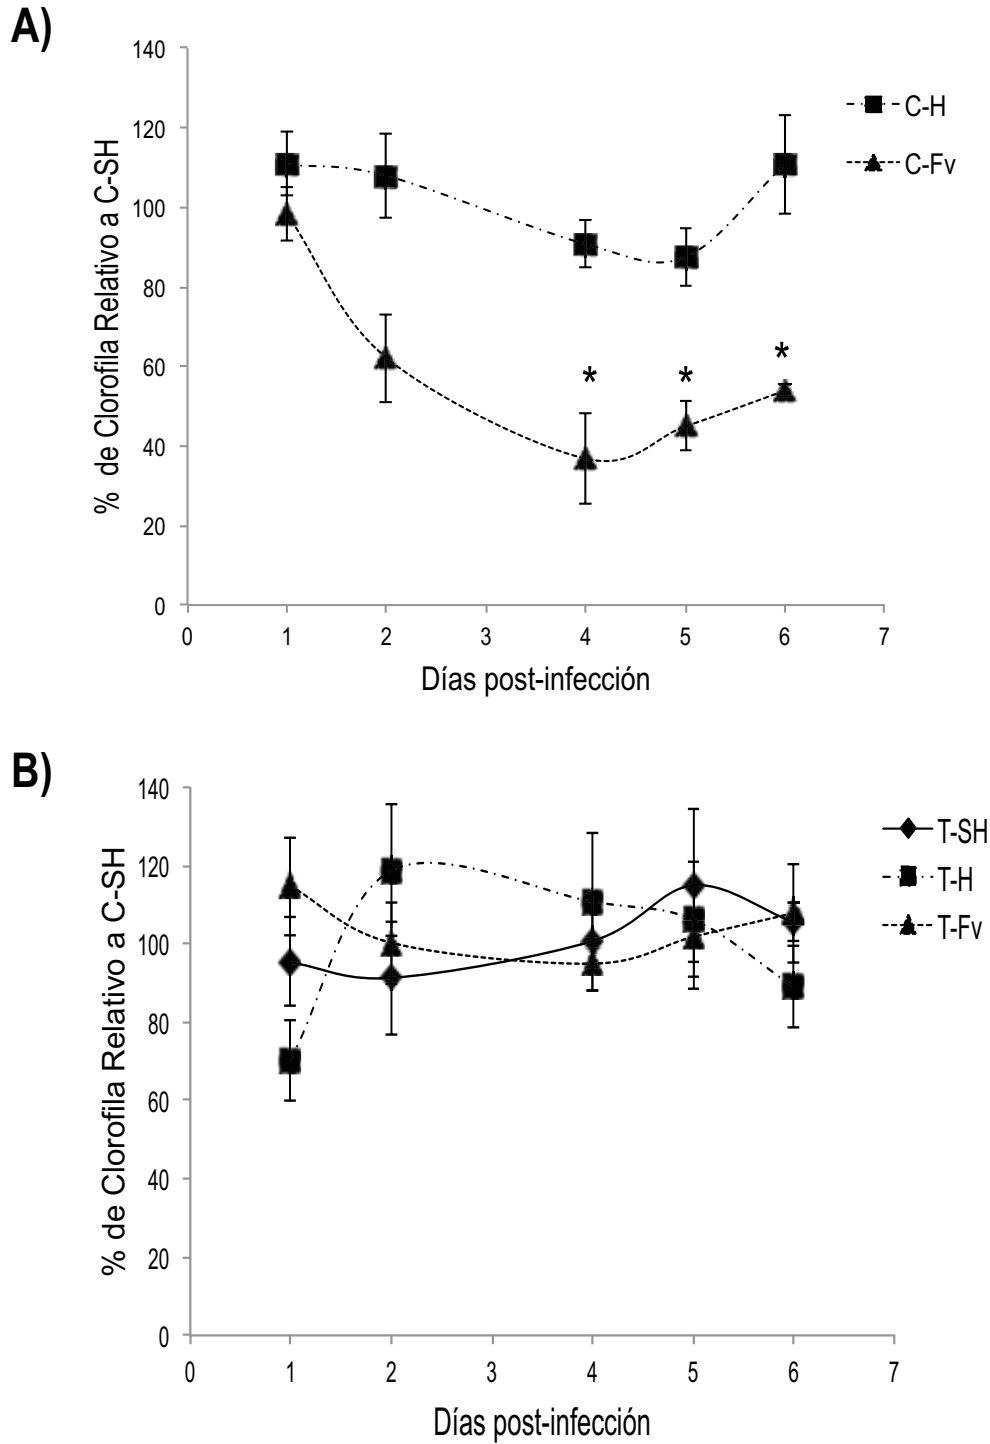 A)
% de Clorofila Relativo a C-SH
140
120
100
80
60
40
20
0
* * *
0 1 2 3 4 5 6 7
Días post-infección
C-H
C-Fv
B)
% de Clorofila Relativo a C-SH
140
120
100
80
60
40
20
0
0 1 2 3 4 5 6 7
Días post-infección
T-SH
T-H
T-Fv